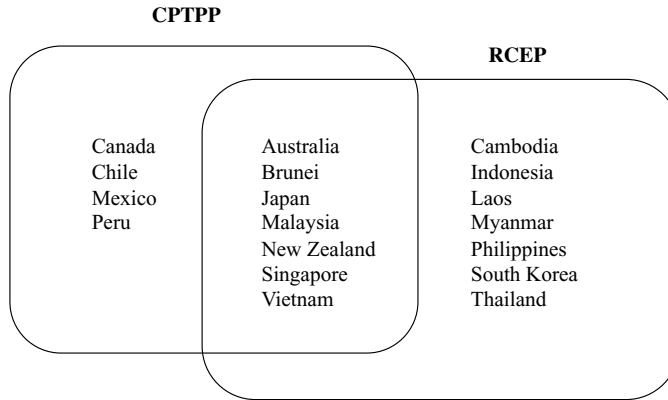 CPTPP
RCEP
Canada
Chile
Mexico
Peru
Australia
Brunei
Japan
Malaysia
New Zealand
Singapore
Vietnam
Cambodia
Indonesia
Laos
Myanmar
Philippines
South Korea
Thailand